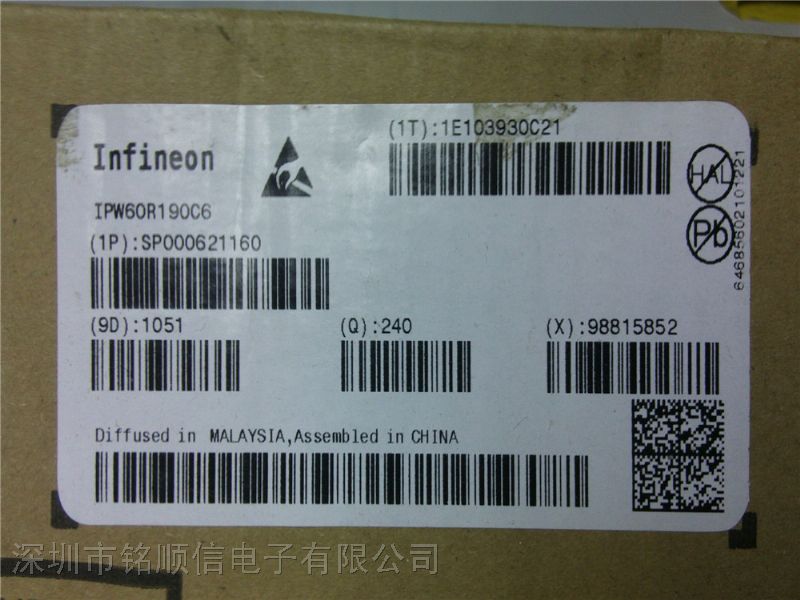 Infineon
(1T):1E103930C21
HAL
IPW60R190C6
(1P):SP000621160
Pb
64685602101221
(9D):1051
(Q):240
(X):98815852
Diffused in MALAYSIA,Assembled in CHINA
深圳市铭顺信电子有限公司